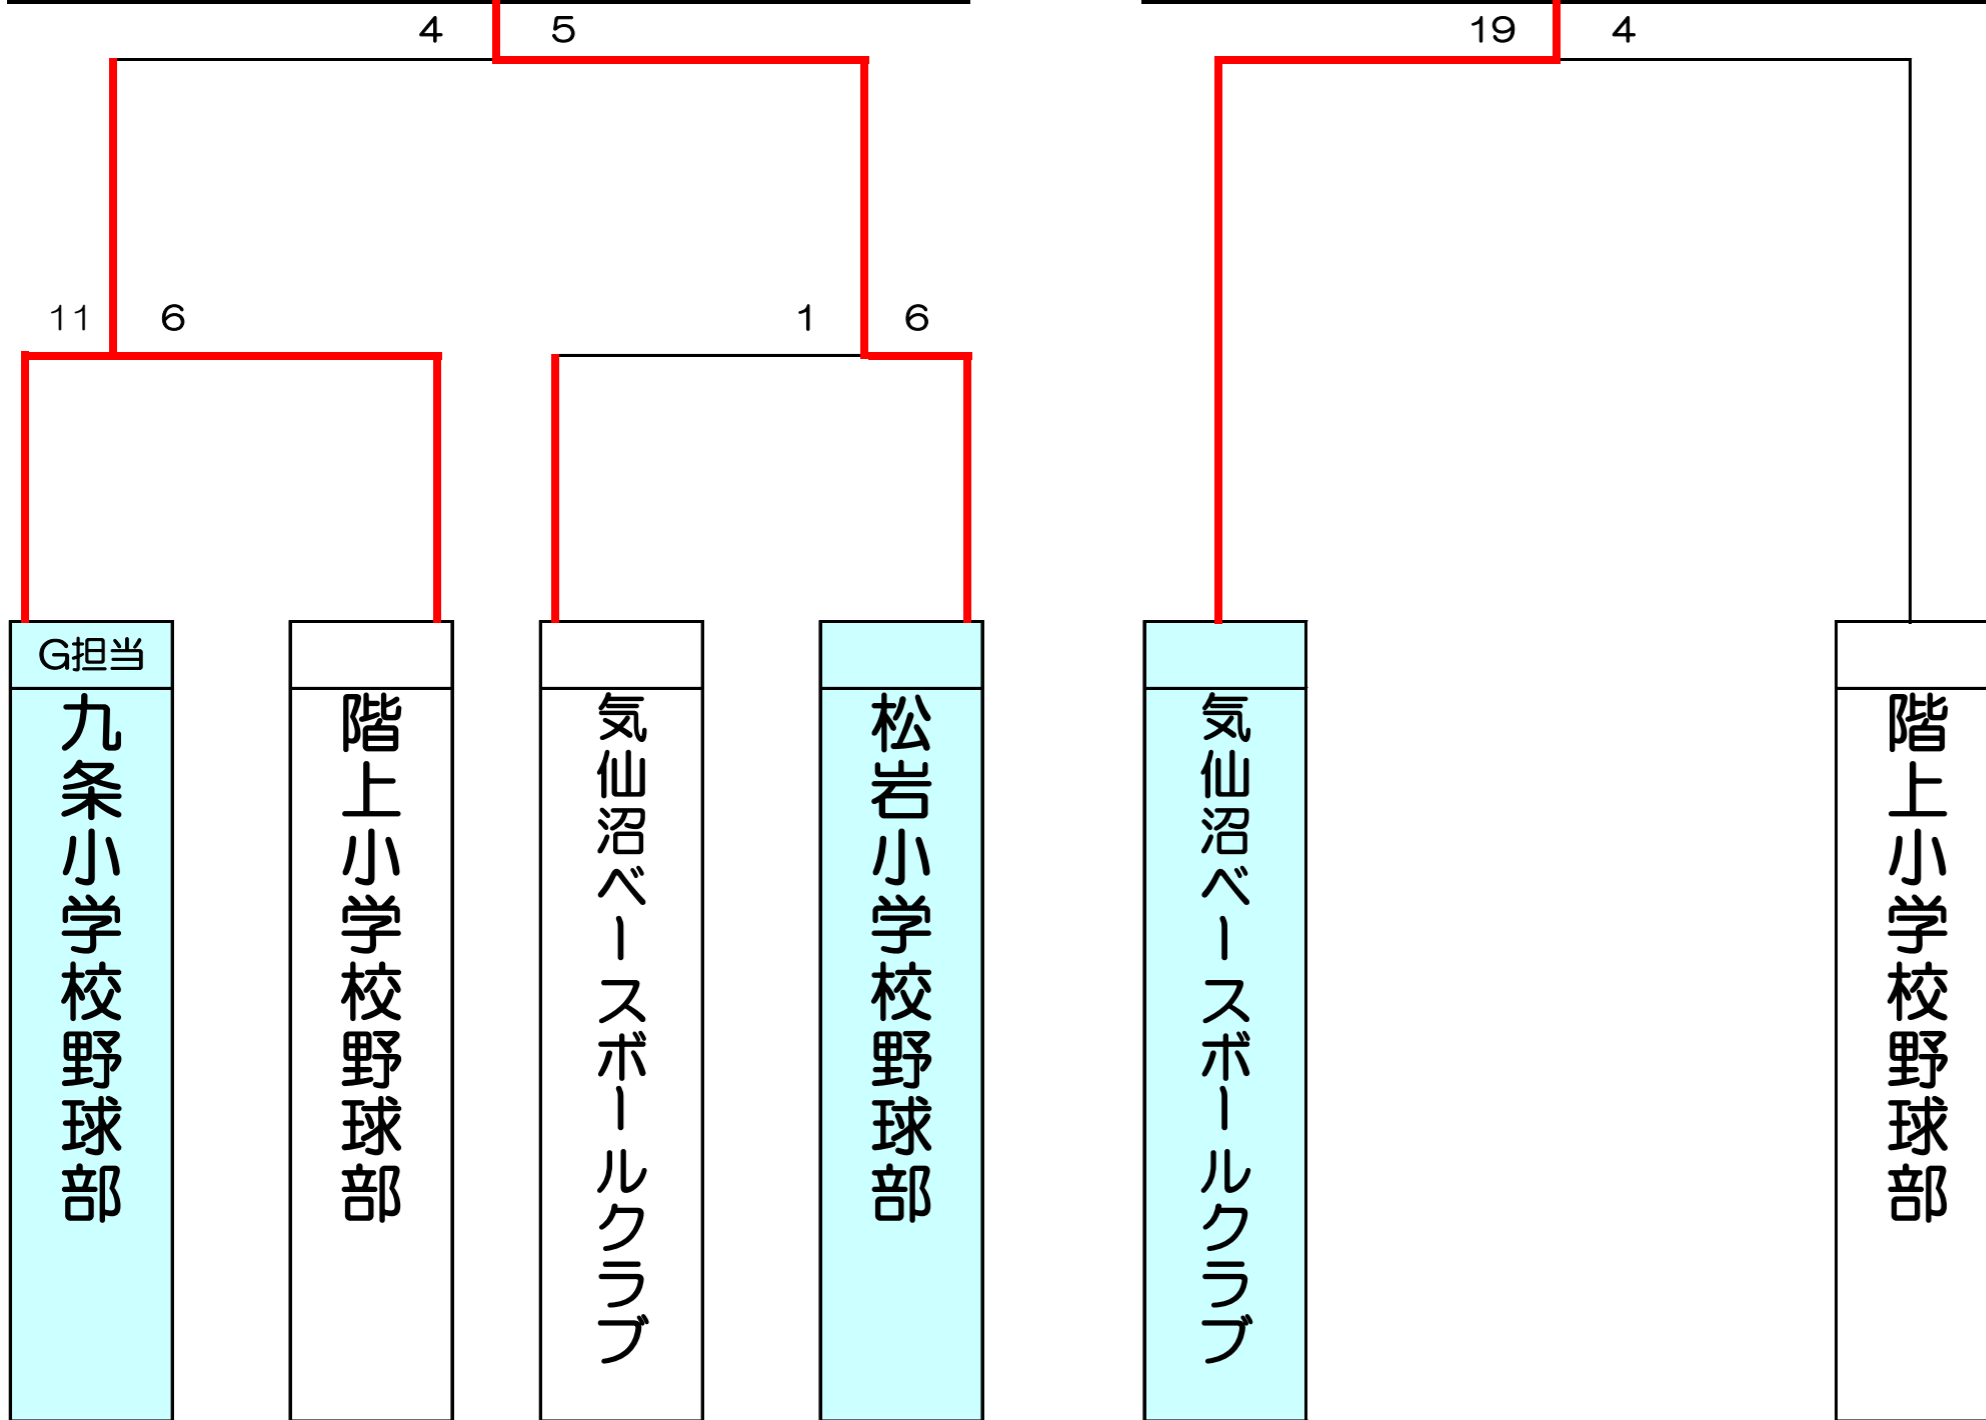 4 5
19 4
11 6
1 6
G担当
九条小学校野球部
階上小学校野球部
気仙沼ベースボールクラブ
松岩小学校野球部
気仙沼ベースボールクラブ
階上小学校野球部